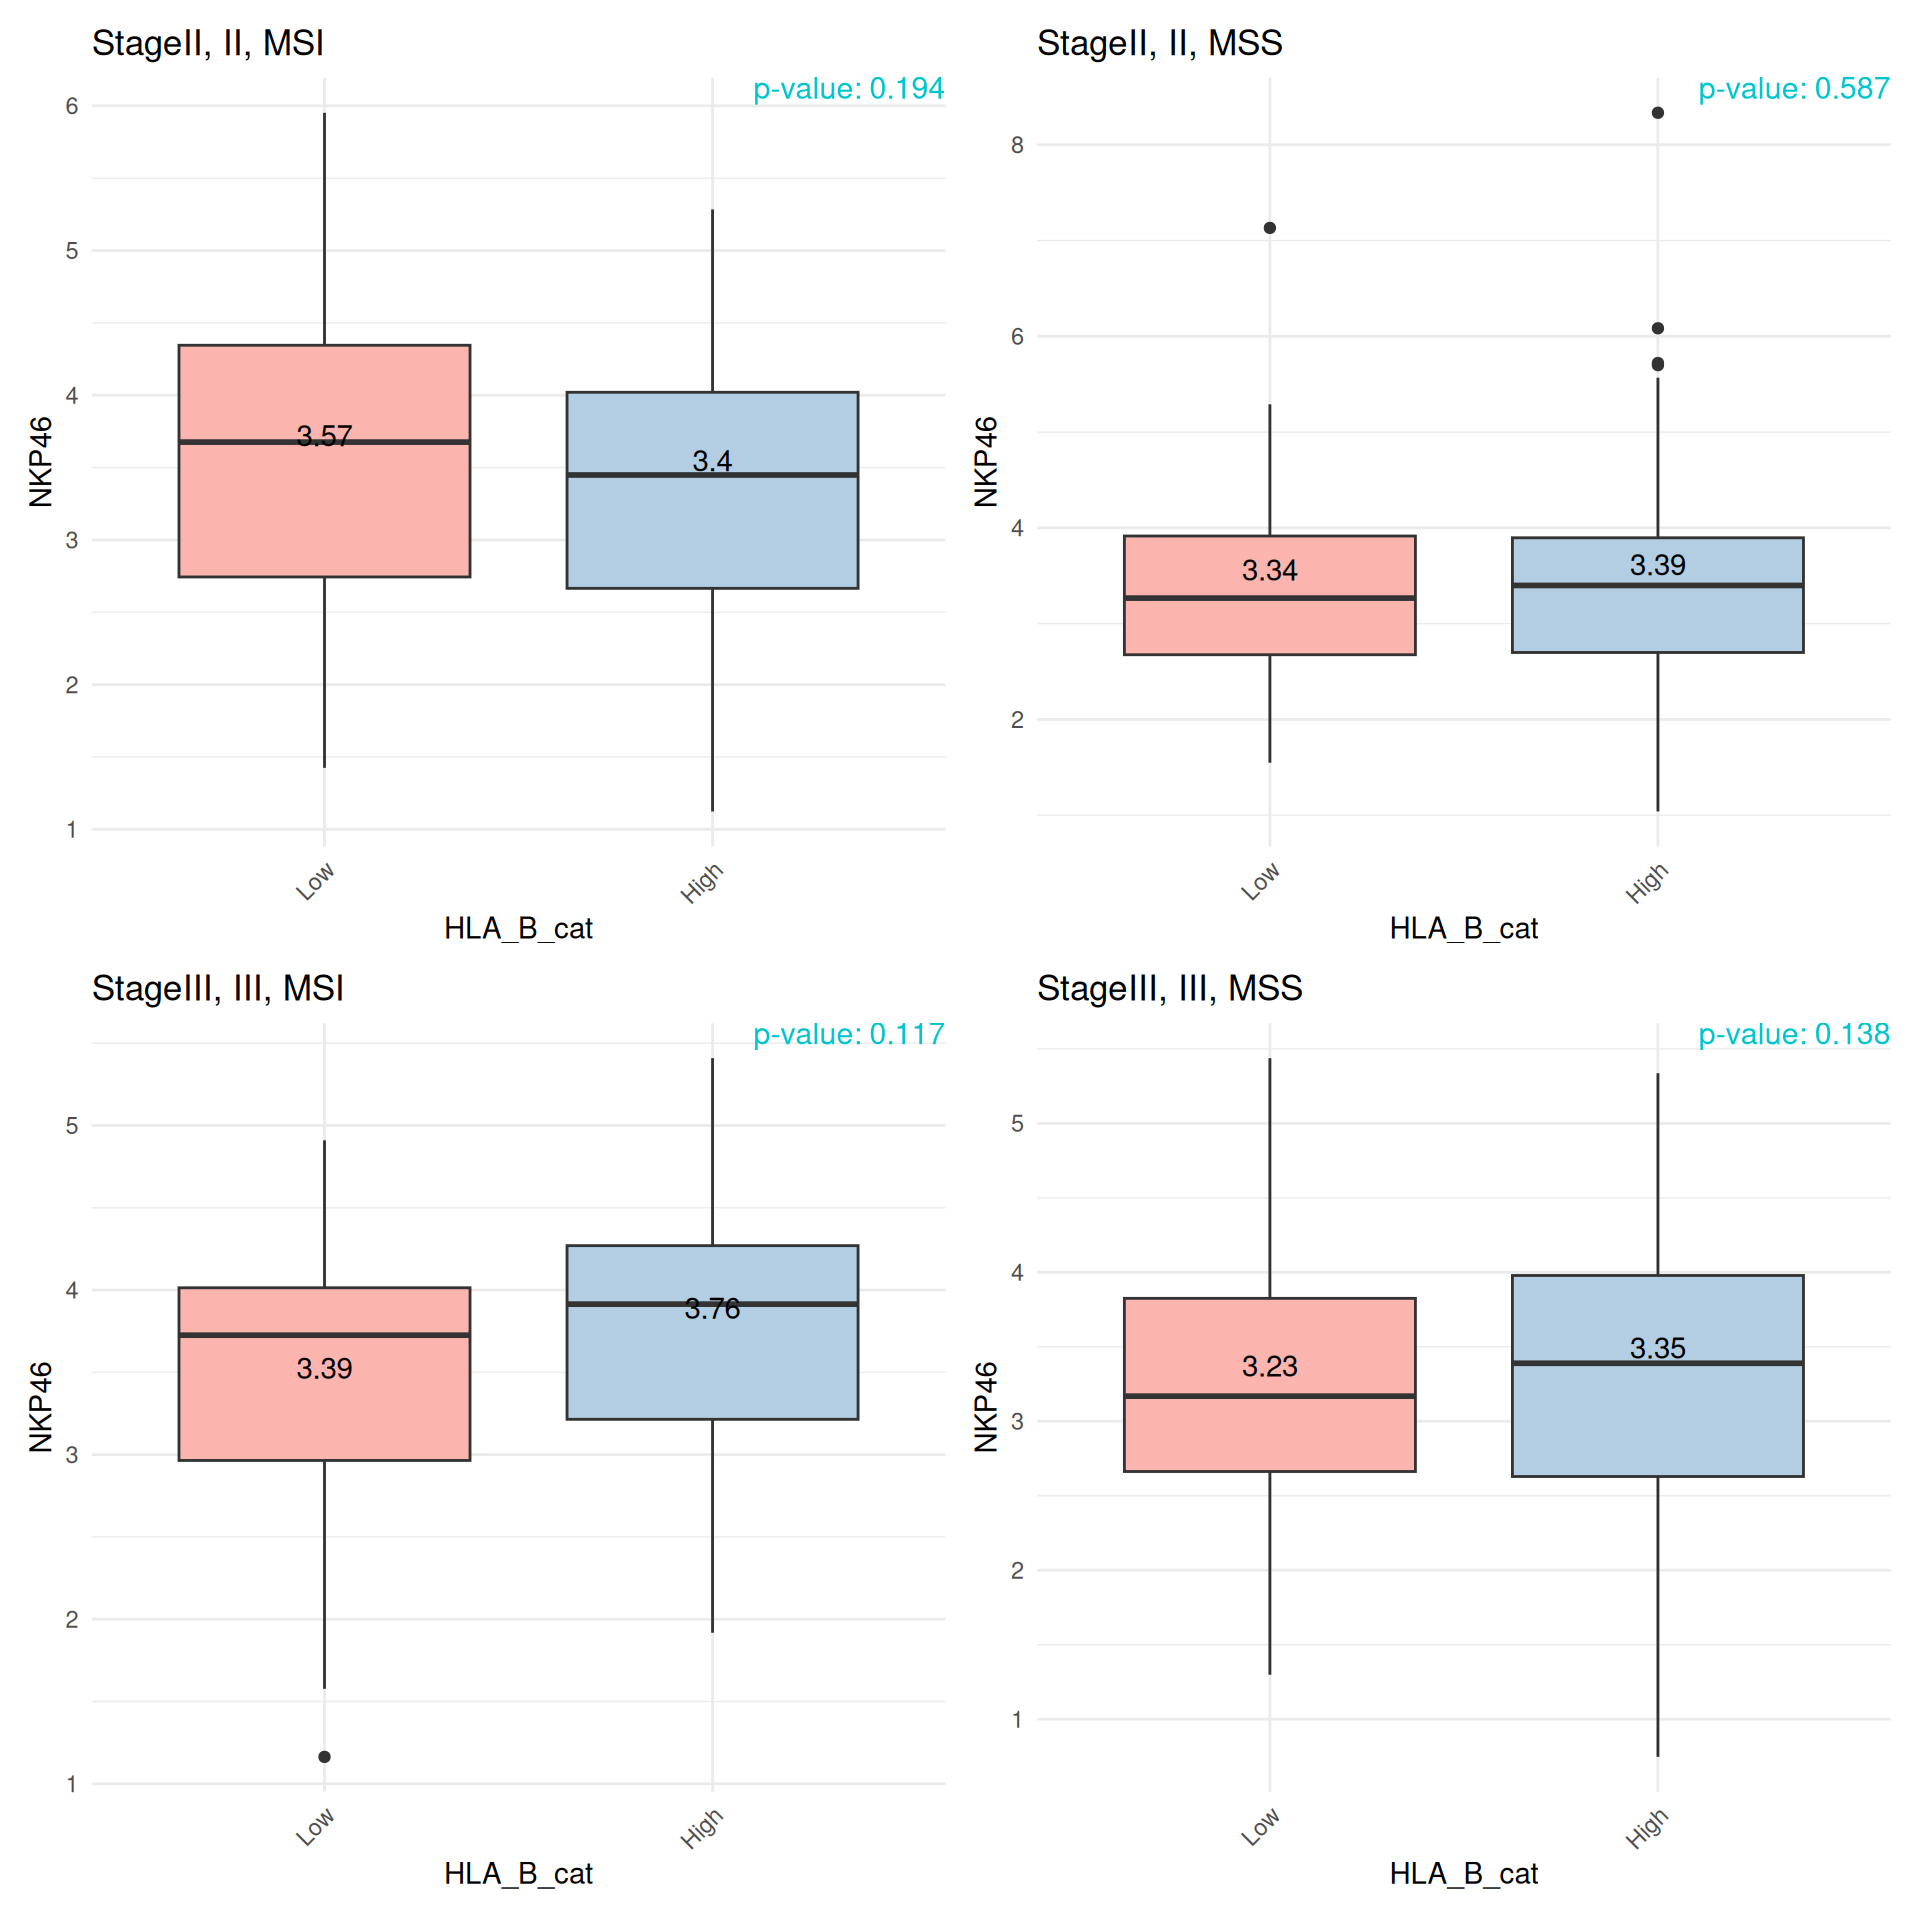 StageII, II, MSI
p-value: 0.194
6
5
4
3
2
1
NKP46
3.57
3.4
Low
High
HLA_B_cat
StageII, II, MSS
p-value: 0.587
8
6
4
2
NKP46
3.34
3.39
Low
High
HLA_B_cat
StageIII, III, MSI
p-value: 0.117
5
4
3
2
1
NKP46
3.39
3.76
Low
High
HLA_B_cat
StageIII, III, MSS
p-value: 0.138
5
4
3
2
1
NKP46
3.23
3.35
Low
High
HLA_B_cat